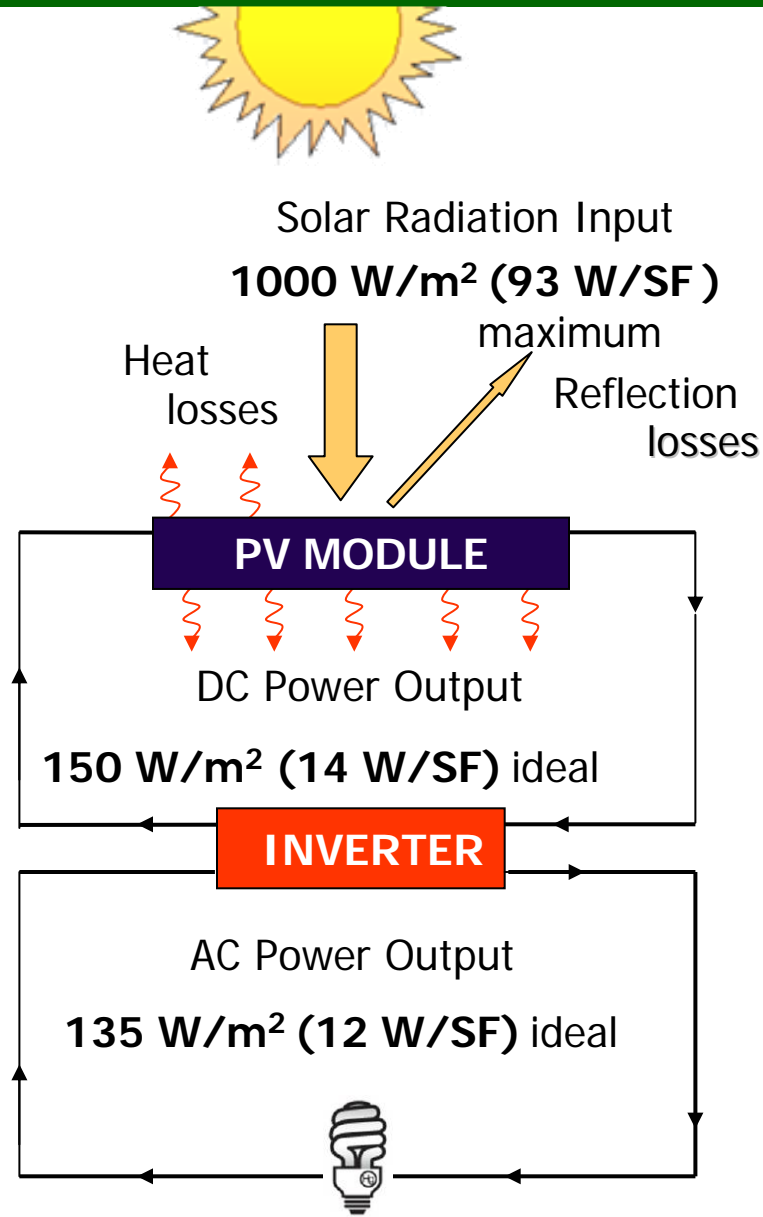 Solar Radiation Input
1000 W/m² (93 W/SF )
maximum
Heat
losses
Reflection
losses
PV MODULE
DC Power Output
150 W/m² (14 W/SF) ideal
INVERTER
AC Power Output
135 W/m² (12 W/SF) ideal